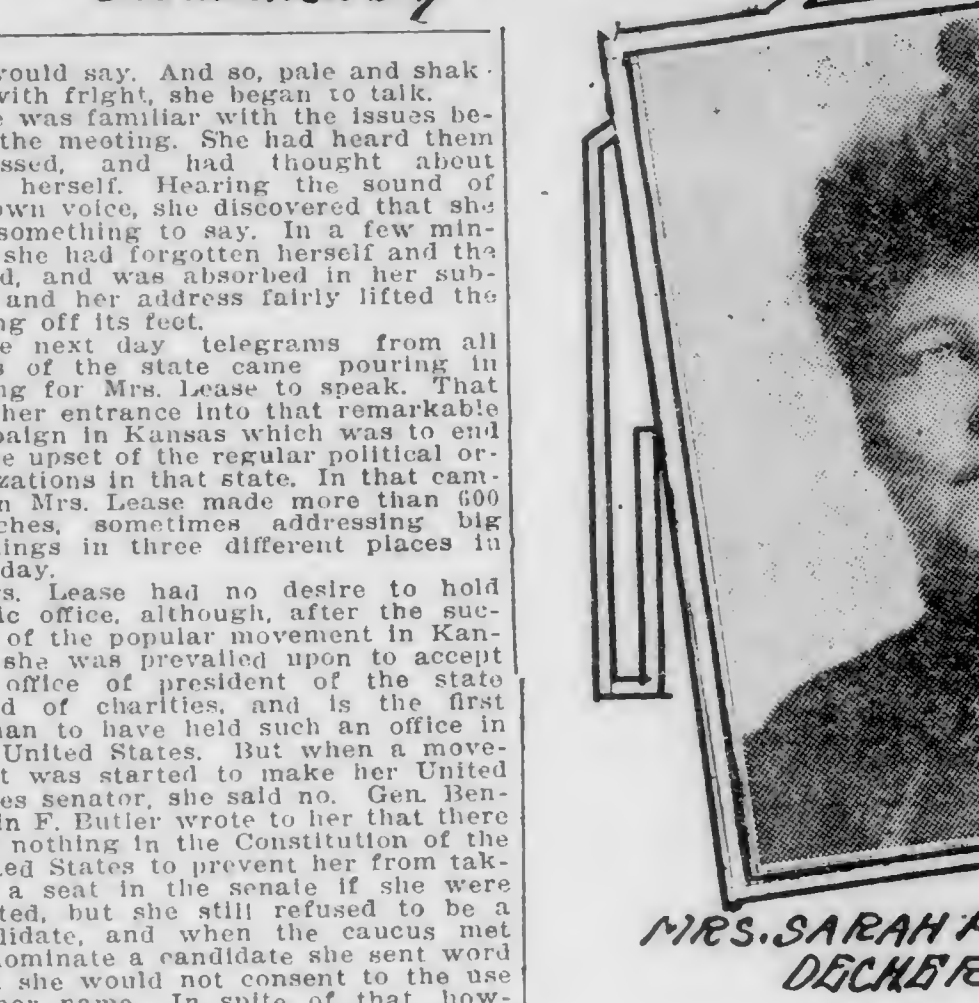 would say. And so, pale and shak-
with fright, she began to talk.
was familiar with the issues be-
the meeting. She had heard them
ssed, and had thought about
herself. Hearing the sound of
own voice, she discovered that she
something to say. In a few min-
she had forgotten herself and the
d, and was absorbed in her sub-
and her address fairly lifted the
ng off its feet.
e next day telegrams from all
s of the state came pouring in
ng for Mrs. Lease to speak. That
her entrance into that remarkable
paign in Kansas which was to end
e upset of the regular political or-
zations in that state. In that cam-
n Mrs. Lease made more than 600
ches, sometimes addressing big
ings in three different places in
day.
s. Lease had no desire to hold
ic office, although, after the suc-
of the popular movement in Kan-
she was prevailed upon to accept
office of president of the state
d of charities, and is the first
an to have held such an office in
United States. But when a move-
t was started to make her United
es senator, she said no. Gen. Ben-
in F. Butler wrote to her that there
nothing in the Constitution of the
ed States to prevent her from tak-
a seat in the senate if she were
ted, but she still refused to be a
didate, and when the caucus met
nominate a candidate she sent word
she would not consent to the use
her name. In spite of that, how-
MRS. SARAH
DECKER